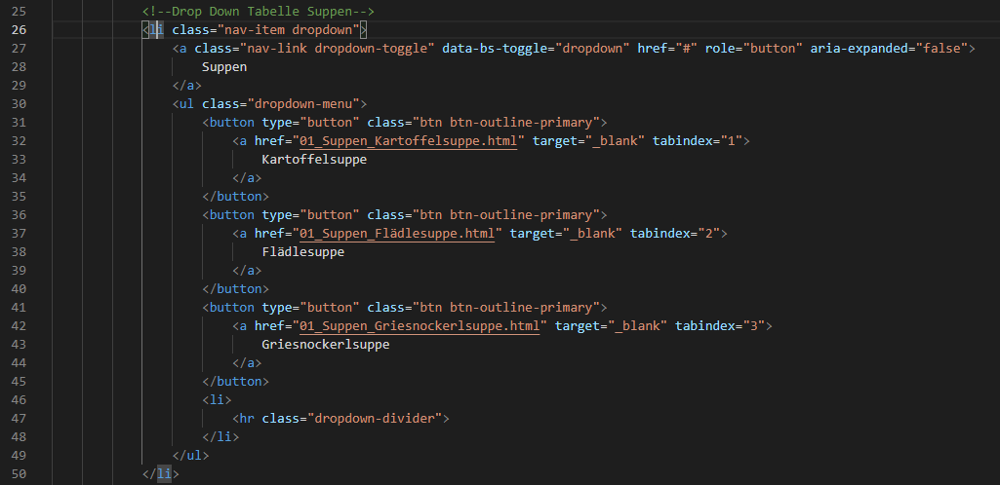 25 <!--Drop Down Tabelle Suppen-->
26 <li class="nav-item dropdown">
27 <a class="nav-link dropdown-toggle" data-bs-toggle="dropdown" href="#" role="button" aria-expanded="false">
28 Suppen
29 </a>
30 <ul class="dropdown-menu">
31 <button type="button" class="btn btn-outline-primary">
32 <a href="01_Suppen_Kartoffelsuppe.html" target="_blank" tabindex="1">
33 Kartoffelsuppe
34 </a>
35 </button>
36 <button type="button" class="btn btn-outline-primary">
37 <a href="01_Suppen_Flädlesuppe.html" target="_blank" tabindex="2">
38 Flädlesuppe
39 </a>
40 </button>
41 <button type="button" class="btn btn-outline-primary">
42 <a href="01_Suppen_Griesnockerlsuppe.html" target="_blank" tabindex="3">
43 Griesnockerlsuppe
44 </a>
45 </button>
46 <li>
47 <hr class="dropdown-divider">
48 </li>
49 </ul>
50 </li>